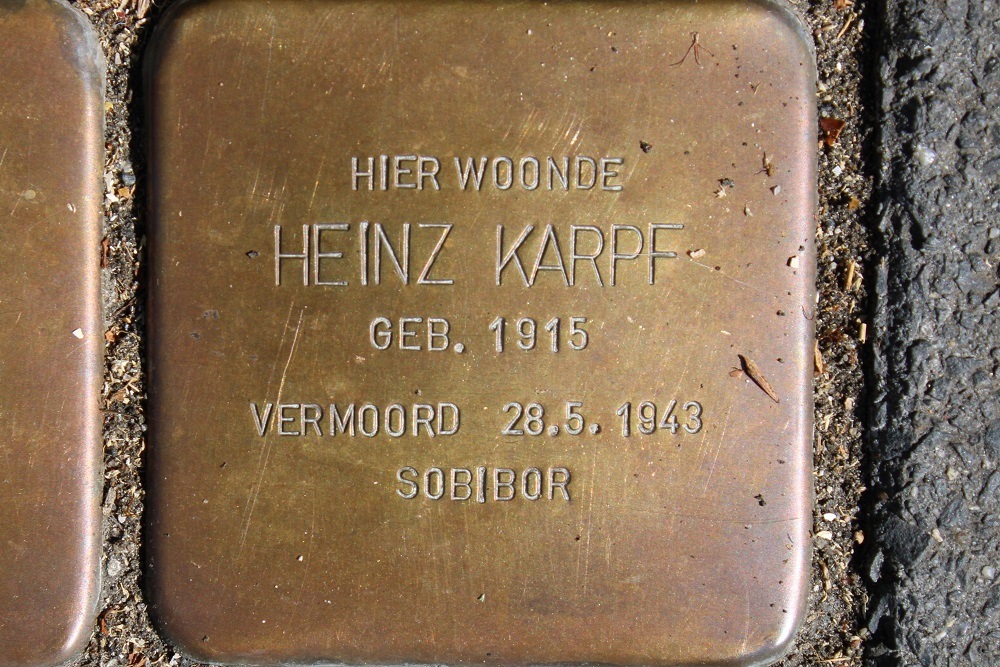 HIER WOONDE
HEINZ KARPF
GEB. 1915
VERMOORD 28.5.1943
SOBIBOR